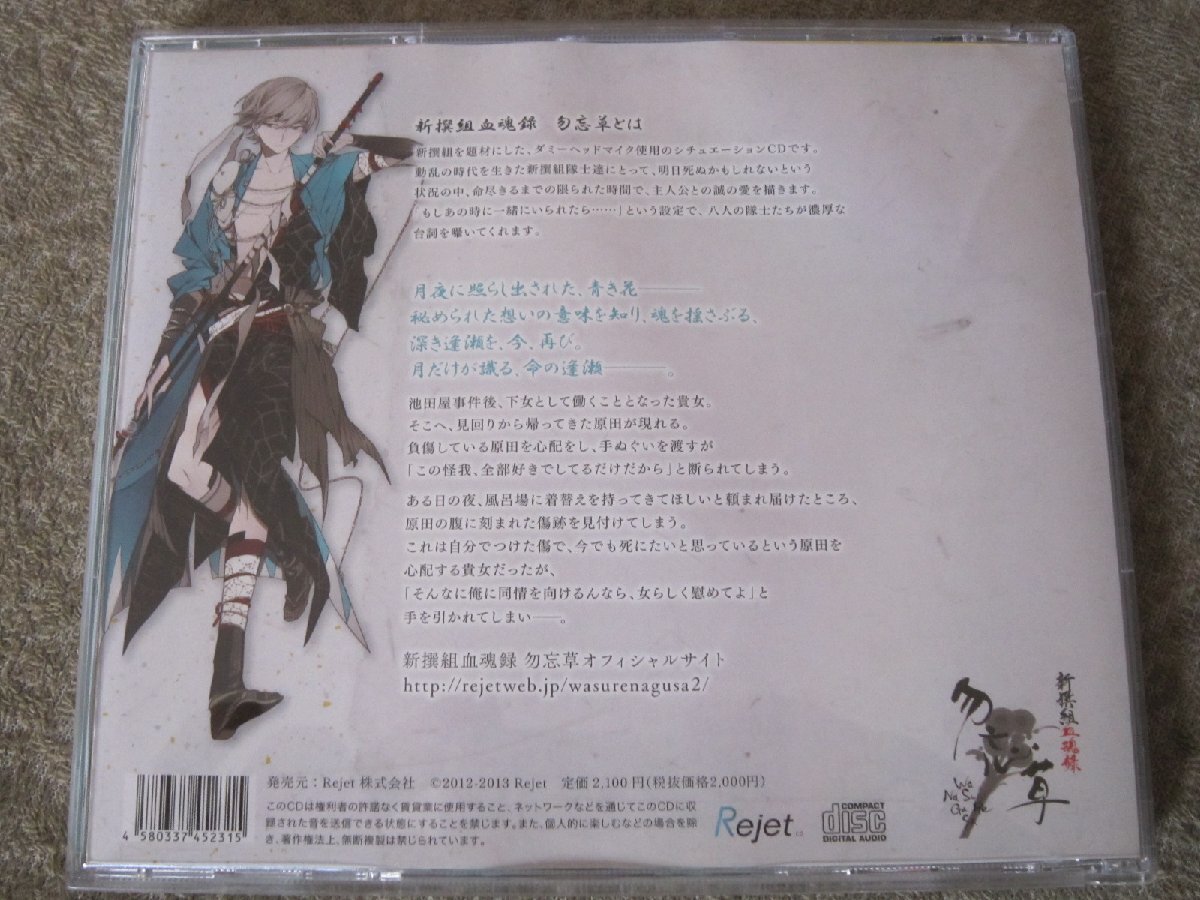 新撰組血魂録 勿忘草とは
新撰組を題材にした、ダミーヘッドマイク使用のシチュエーションCDです。
動乱の時代を生きた新撰組隊士達にとって、明日死ぬかもしれないという
状況の中、命尽きるまでの限られた時間で、主人公との誠の愛を描きます。
「もしあの時に一緒にいられたら……」という設定で、八人の隊士たちが濃厚な
台詞を囁いてくれます。
月夜に照らし出された、青き花――――
秘められた想いの意味を知り、魂を揺さぶる、
深き逢瀬を、今、再び。
月だけが識る、命の逢瀬――――。
池田屋事件後、下女として働くこととなった貴女。
そこへ、見回りから帰ってきた原田が現れる。
負傷している原田を心配をし、手ぬぐいを渡すが
「この怪我、全部好きでしてるだけだから」と断られてしまう。
ある日の夜、風呂場に着替えを持ってきてほしいと頼まれ届けたところ、
原田の腹に刻まれた傷跡を見付けてしまう。
これは自分でつけた傷で、今でも死にたいと思っているという原田を
心配する貴女だったが、
「そんなに俺に同情を向けるんなら、女らしく慰めてよ」と
手を引かれてしまい――。
新撰組血魂録 勿忘草オフィシャルサイト
http://rejetweb.jp/wasurenagusa2/
新撰組血魂録
勿忘草
Wa Su Re Na Gu Sa
発売元：Rejet 株式会社 ©2012-2013 Rejet 定価 2,100円(税抜価格2,000円)
このCDは権利者の許諾なく賃貸業に使用すること、ネットワークなどを通じてこのCDに収
録された音を送信できる状態にすることを禁じます。また、個人的に楽しむなどの場合を除
き、著作権法上、無断複製は禁じられています。
4 580337 452315
Rejet
COMPACT
disc
DIGITAL AUDIO